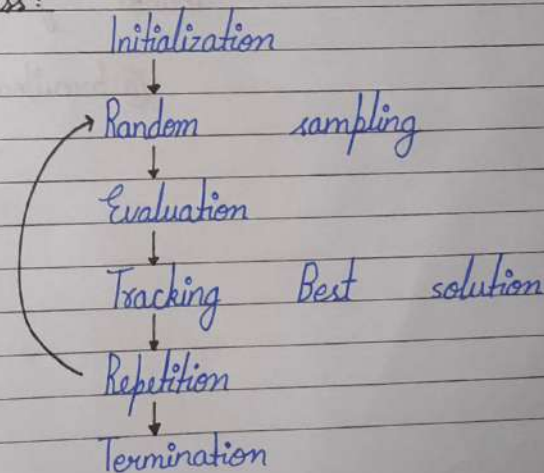 Initialization
Random sampling
Evaluation
Tracking Best solution
Repetition
Termination